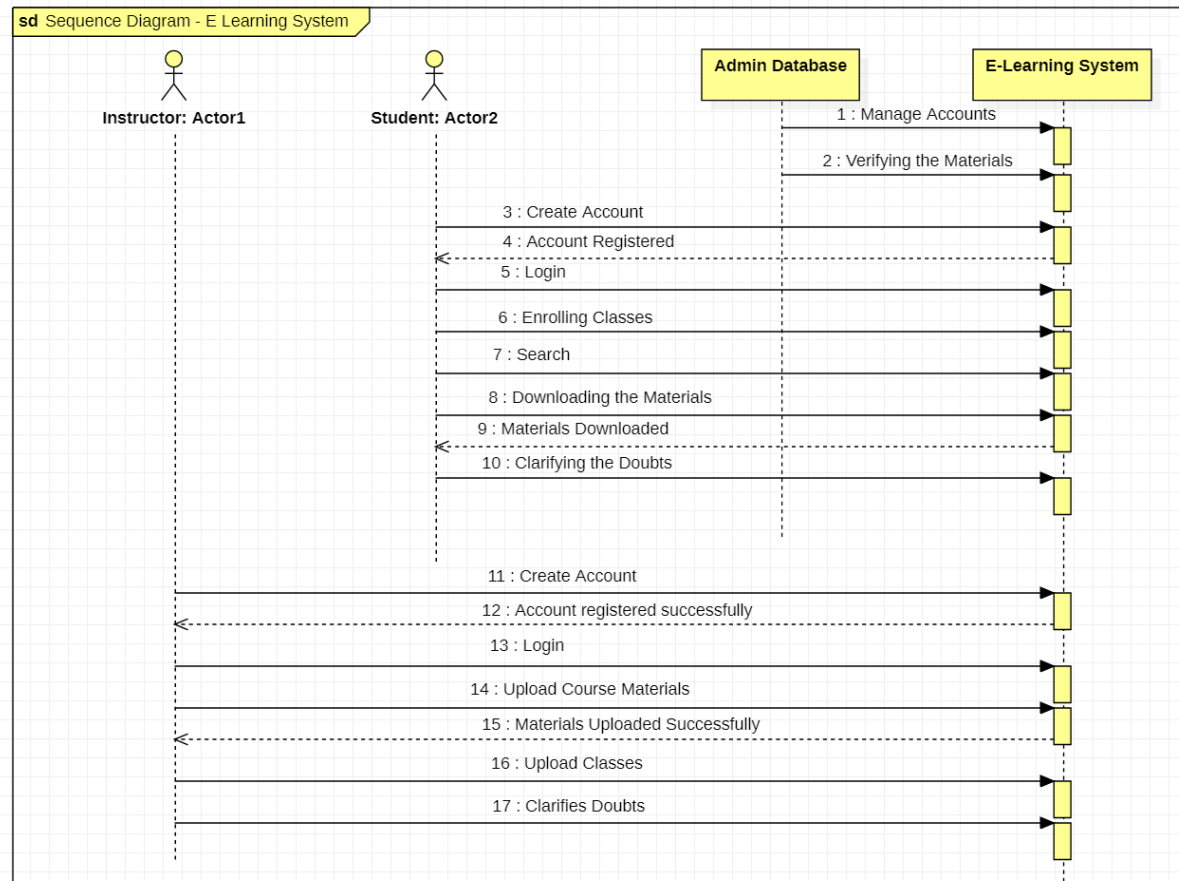 sd Sequence Diagram - E Learning System
Instructor: Actor1
Student: Actor2
Admin Database
E-Learning System
1 : Manage Accounts
2 : Verifying the Materials
3 : Create Account
4 : Account Registered
5 : Login
6 : Enrolling Classes
7 : Search
8 : Downloading the Materials
9 : Materials Downloaded
10 : Clarifying the Doubts
11 : Create Account
12 : Account registered successfully
13 : Login
14 : Upload Course Materials
15 : Materials Uploaded Successfully
16 : Upload Classes
17 : Clarifies Doubts